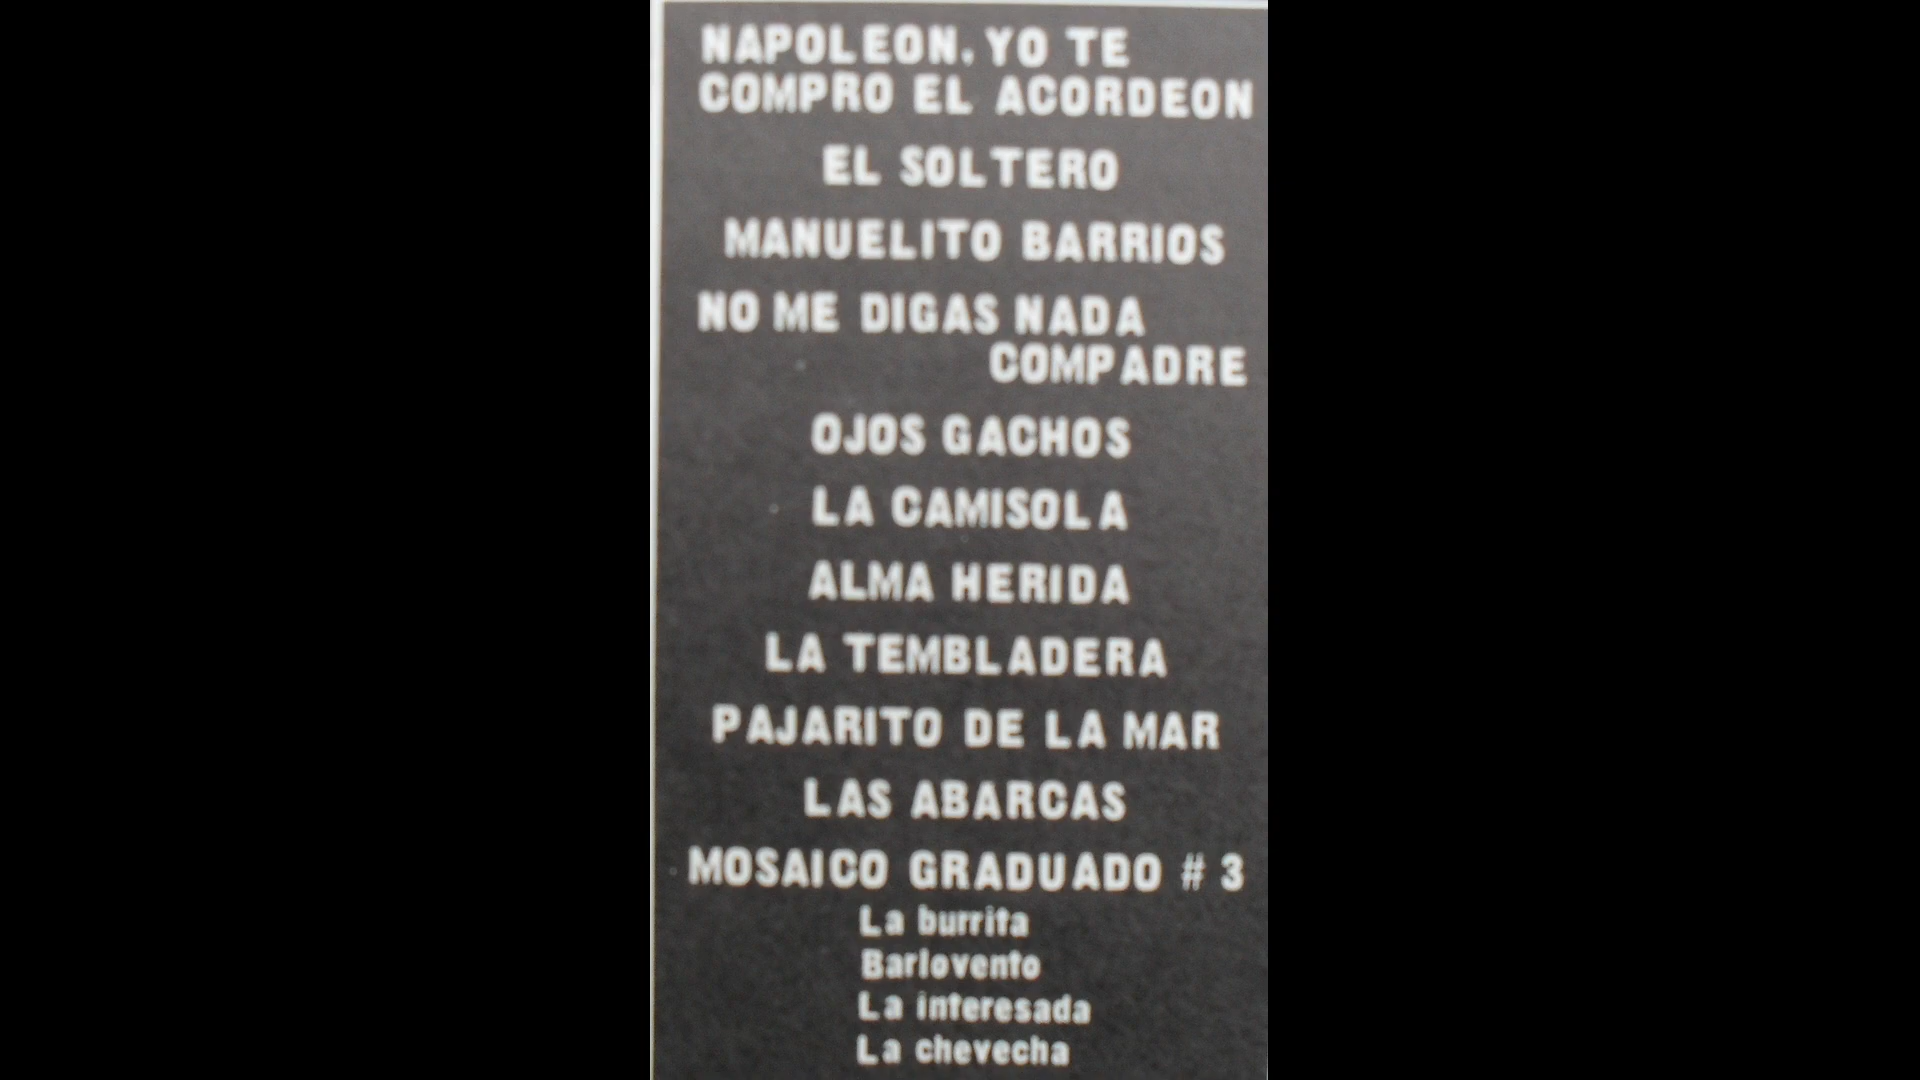 NAPOLEON, YO TE
COMPRO EL ACORDEON
EL SOLTERO
MANUELITO BARRIOS
NO ME DIGAS NADA
COMPADRE
OJOS GACHOS
LA CAMISOLA
ALMA HERIDA
LA TEMBLADERA
PAJARITO DE LA MAR
LAS ABARCAS
MOSAICO GRADUADO # 3
La burrita
Barlovento
La interesada
La chevecha